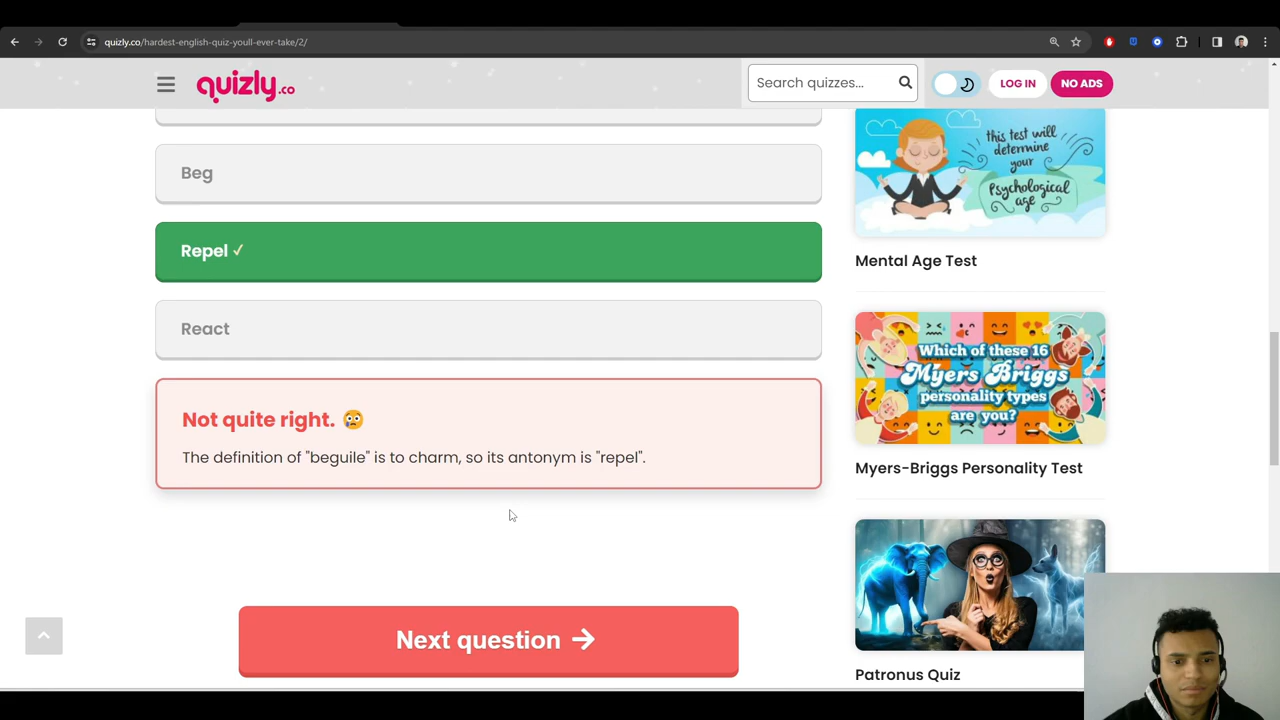 quizly.co/hardest-english-quiz-youll-ever-take/2/
quizly.co
Search quizzes...
LOG IN
NO ADS
Beg
Repel ✓
React
Not quite right. 😢
The definition of "beguile" is to charm, so its antonym is "repel".
Next question →
this test will
determine
your
Psychological
age
Mental Age Test
Which of these 16
Myers Briggs
personality types
are you?
Myers-Briggs Personality Test
Patronus Quiz